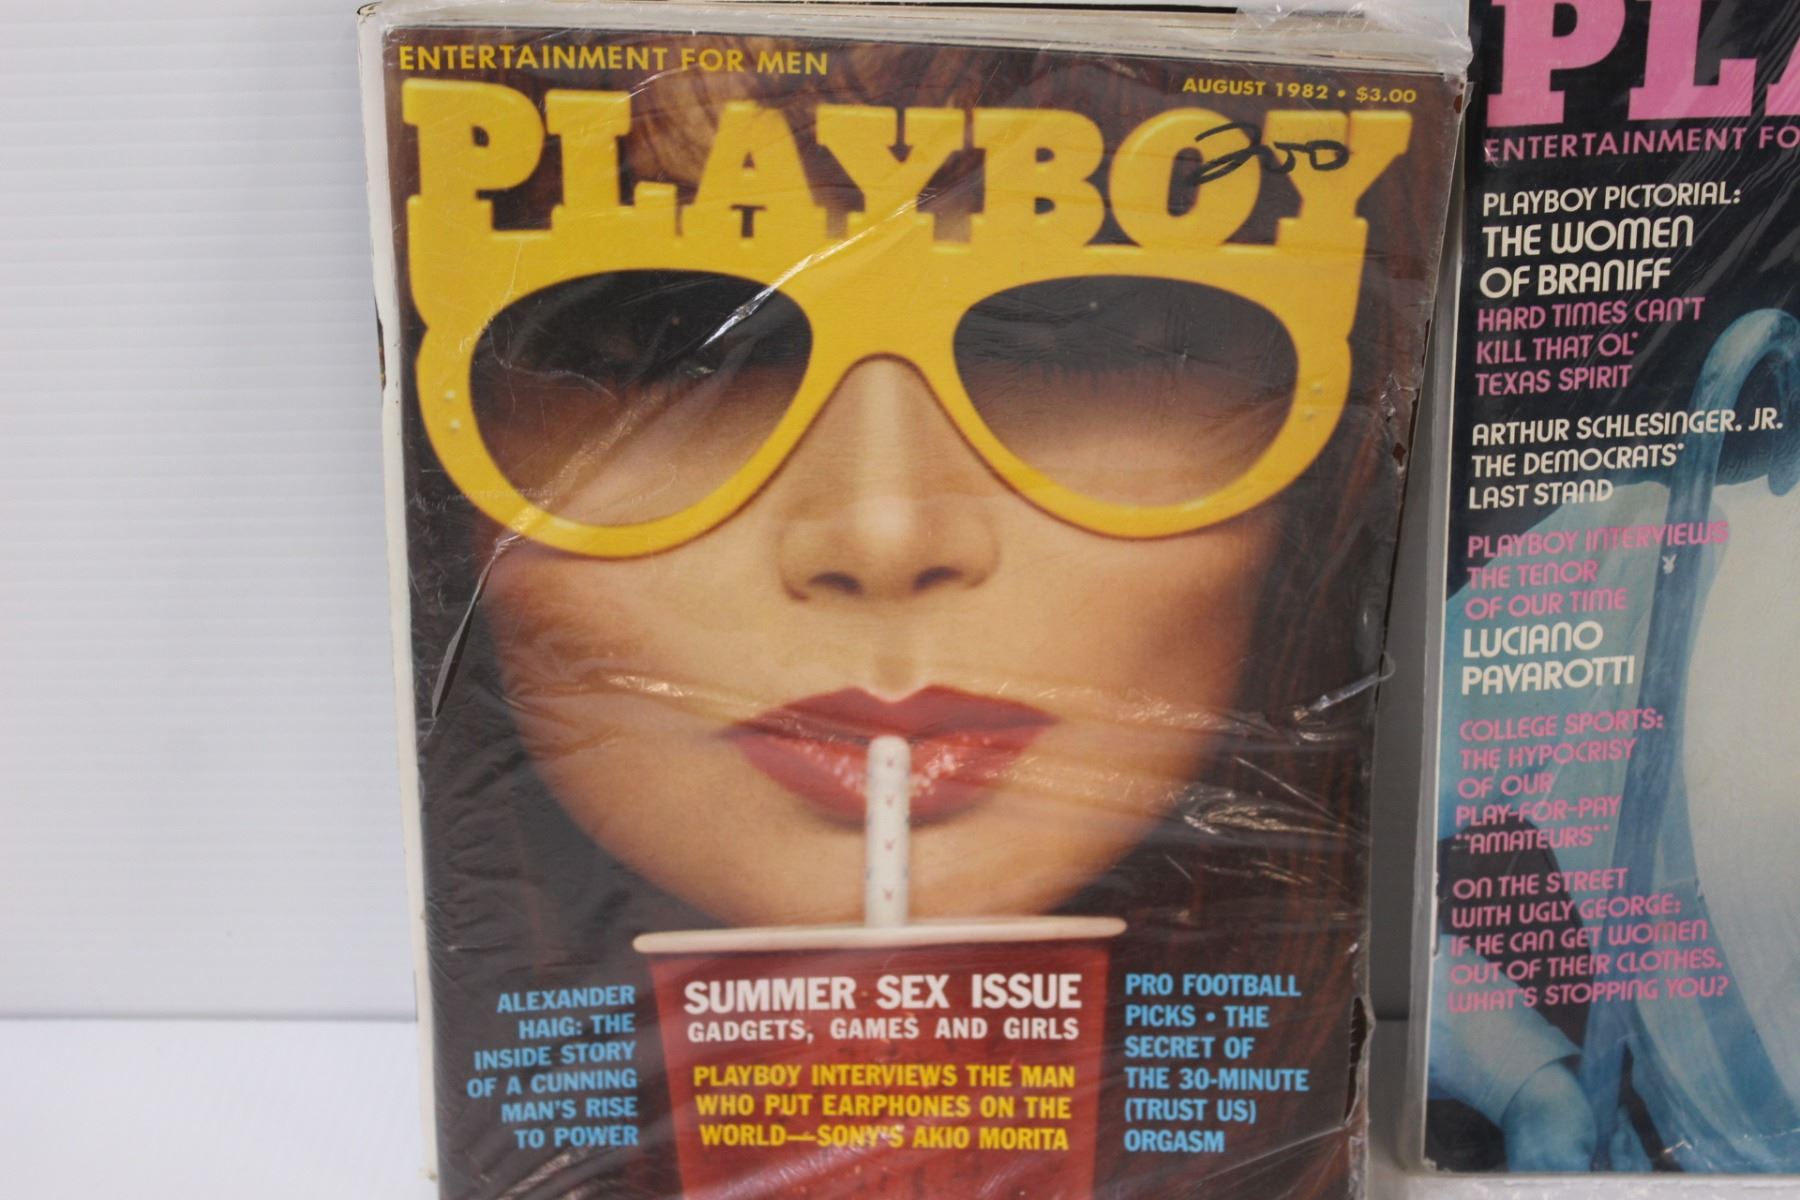 ENTERTAINMENT FOR MEN
AUGUST 1982 • $3.00
PLAYBOY
200
ALEXANDER
HAIG: THE
INSIDE STORY
OF A CUNNING
MAN'S RISE
TO POWER
SUMMER SEX ISSUE
GADGETS, GAMES AND GIRLS
PLAYBOY INTERVIEWS THE MAN
WHO PUT EARPHONES ON THE
WORLD—SONY'S AKIO MORITA
PRO FOOTBALL
PICKS • THE
SECRET OF
THE 30-MINUTE
(TRUST US)
ORGASM
PL
ENTERTAINMENT FO
PLAYBOY PICTORIAL:
THE WOMEN
OF BRANIFF
HARD TIMES CAN'T
KILL THAT OL'
TEXAS SPIRIT
ARTHUR SCHLESINGER, JR.
THE DEMOCRATS'
LAST STAND
PLAYBOY INTERVIEWS
THE TENOR
OF OUR TIME
LUCIANO
PAVAROTTI
COLLEGE SPORTS:
THE HYPOCRISY
OF OUR
PLAY-FOR-PAY
"AMATEURS"
ON THE STREET
WITH UGLY GEORGE:
IF HE CAN GET WOMEN
OUT OF THEIR CLOTHES,
WHAT'S STOPPING YOU?